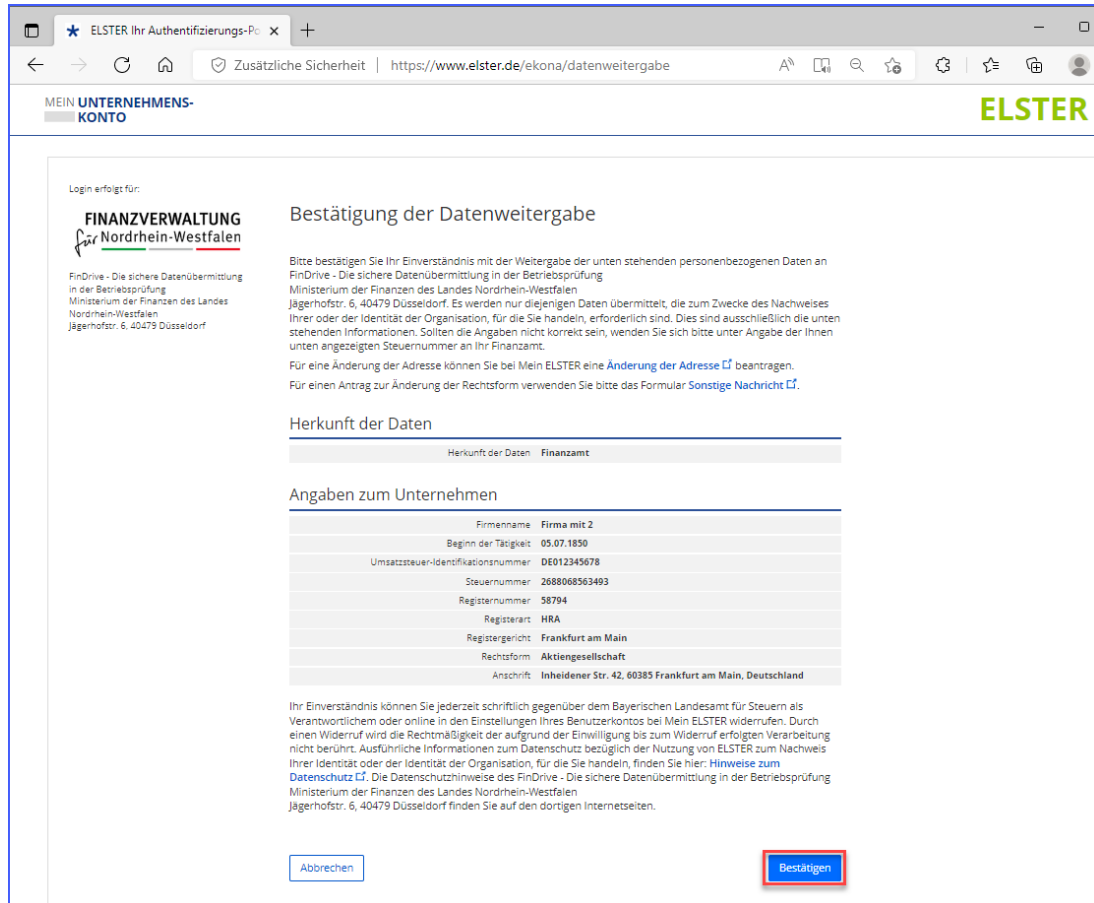 ELSTER Ihr Authentifizierungs-Po
Zusätzliche Sicherheit | https://www.elster.de/ekona/datenweitergabe
MEIN UNTERNEHMENS-
KONTO
ELSTER
Login erfolgt für:
FINANZVERWALTUNG
für Nordrhein-Westfalen
FinDrive - Die sichere Datenübermittlung
in der Betriebsprüfung
Ministerium der Finanzen des Landes
Nordrhein-Westfalen
Jägerhofstr. 6, 40479 Düsseldorf
Bestätigung der Datenweitergabe
Bitte bestätigen Sie Ihr Einverständnis mit der Weitergabe der unten stehenden personenbezogenen Daten an
FinDrive - Die sichere Datenübermittlung in der Betriebsprüfung
Ministerium der Finanzen des Landes Nordrhein-Westfalen
Jägerhofstr. 6, 40479 Düsseldorf. Es werden nur diejenigen Daten übermittelt, die zum Zwecke des Nachweises
Ihrer oder der Identität der Organisation, für die Sie handeln, erforderlich sind. Dies sind ausschließlich die unten
stehenden Informationen. Sollten die Angaben nicht korrekt sein, wenden Sie sich bitte unter Angabe der Ihnen
unten angezeigten Steuernummer an Ihr Finanzamt.
Für eine Änderung der Adresse können Sie bei Mein ELSTER eine Änderung der Adresse beantragen.
Für einen Antrag zur Änderung der Rechtsform verwenden Sie bitte das Formular Sonstige Nachricht.
Herkunft der Daten
Herkunft der Daten Finanzamt
Angaben zum Unternehmen
Firmenname Firma mit 2
Beginn der Tätigkeit 05.07.1850
Umsatzsteuer-Identifikationsnummer DE012345678
Steuernummer 2688068563493
Registernummer 58794
Registerart HRA
Registergericht Frankfurt am Main
Rechtsform Aktiengesellschaft
Anschrift Inheidener Str. 42, 60385 Frankfurt am Main, Deutschland
Ihr Einverständnis können Sie jederzeit schriftlich gegenüber dem Bayerischen Landesamt für Steuern als
Verantwortlichem oder online in den Einstellungen Ihres Benutzerkontos bei Mein ELSTER widerrufen. Durch
einen Widerruf wird die Rechtmäßigkeit der aufgrund der Einwilligung bis zum Widerruf erfolgten Verarbeitung
nicht berührt. Ausführliche Informationen zum Datenschutz bezüglich der Nutzung von ELSTER zum Nachweis
Ihrer Identität oder der Identität der Organisation, für die Sie handeln, finden Sie hier: Hinweise zum
Datenschutz. Die Datenschutzhinweise des FinDrive - Die sichere Datenübermittlung in der Betriebsprüfung
Ministerium der Finanzen des Landes Nordrhein-Westfalen
Jägerhofstr. 6, 40479 Düsseldorf finden Sie auf den dortigen Internetseiten.
Abbrechen
Bestätigen